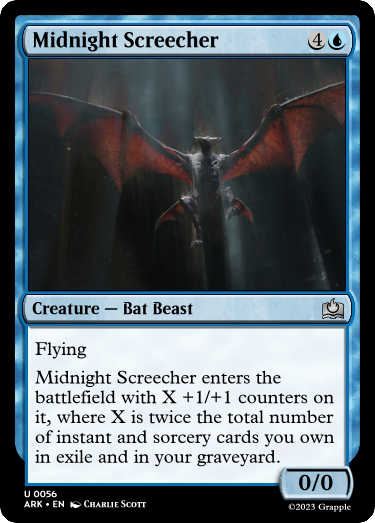 Midnight Screecher 4
Creature — Bat Beast
Flying
Midnight Screecher enters the
battlefield with X +1/+1 counters on
it, where X is twice the total number
of instant and sorcery cards you own
in exile and in your graveyard.
0/0
U 0056
ARK • EN Charlie Scott
©2023 Grapple